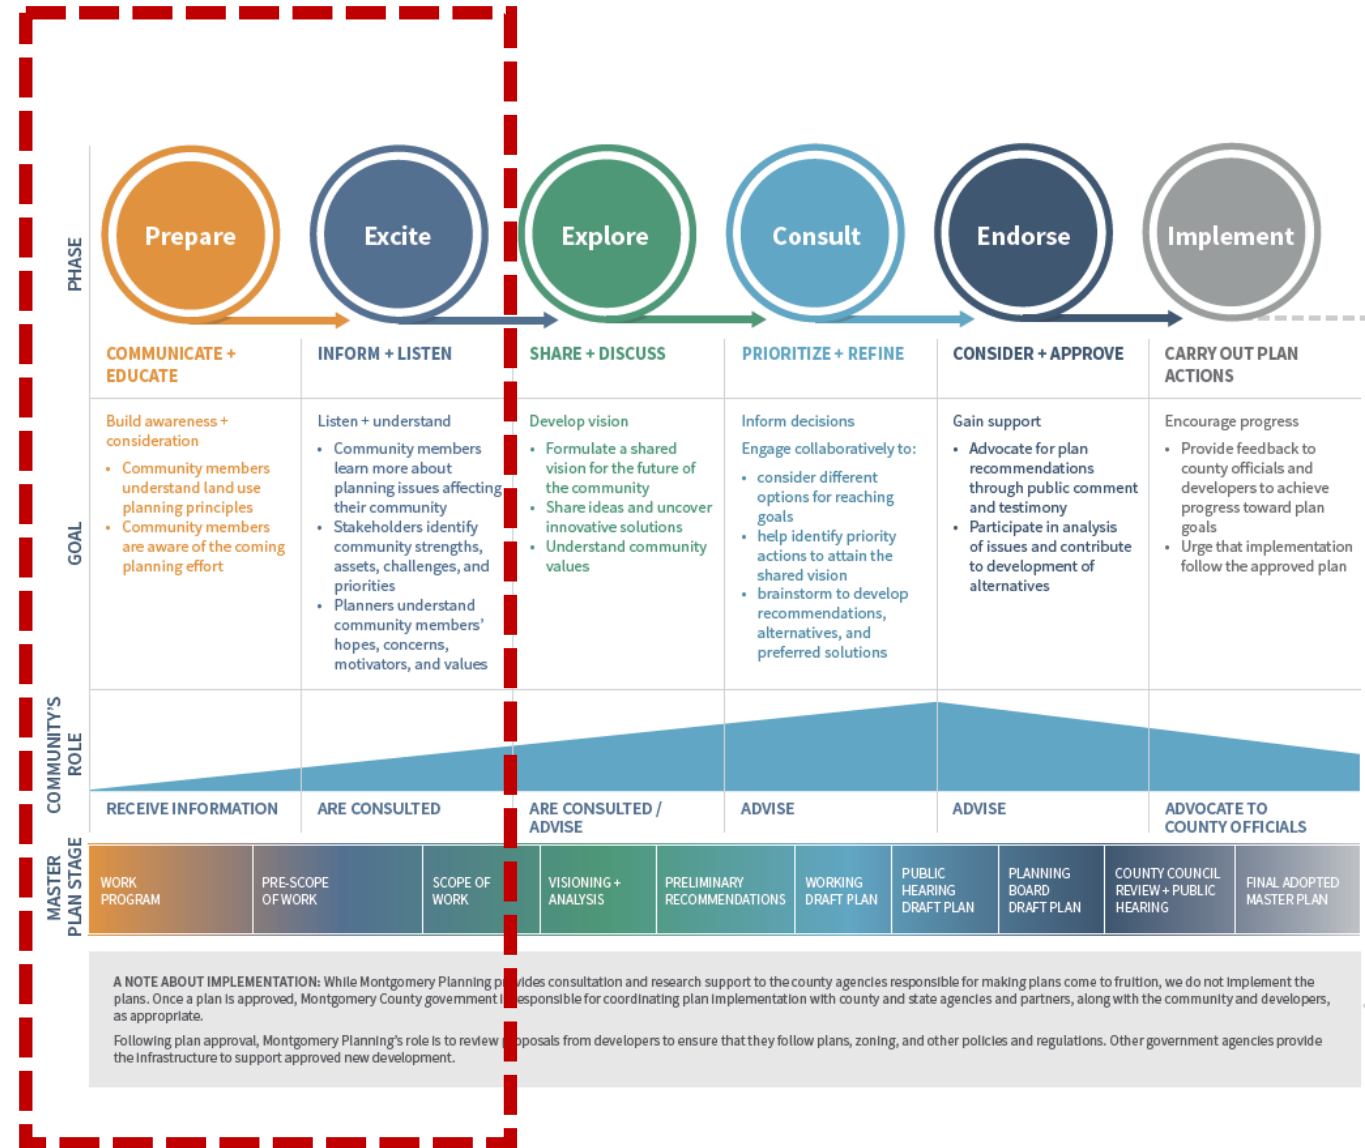 PHASE
Prepare
Excite
Explore
Consult
Endorse
Implement
COMMUNICATE +
EDUCATE
INFORM + LISTEN
SHARE + DISCUSS
PRIORITIZE + REFINE
CONSIDER + APPROVE
CARRY OUT PLAN
ACTIONS
GOAL
Build awareness +
consideration
• Community members
understand land use
planning principles
• Community members
are aware of the coming
planning effort
Listen + understand
• Community members
learn more about
planning issues affecting
their community
• Stakeholders identify
community strengths,
assets, challenges, and
priorities
• Planners understand
community members’
hopes, concerns,
motivators, and values
Develop vision
• Formulate a shared
vision for the future of
the community
• Share ideas and uncover
innovative solutions
• Understand community
values
Inform decisions
Engage collaboratively to:
• consider different
options for reaching
goals
• help identify priority
actions to attain the
shared vision
• brainstorm to develop
recommendations,
alternatives, and
preferred solutions
Gain support
• Advocate for plan
recommendations
through public comment
and testimony
• Participate in analysis
of issues and contribute
to development of
alternatives
Encourage progress
• Provide feedback to
county officials and
developers to achieve
progress toward plan
goals
• Urge that implementation
follow the approved plan
COMMUNITY’S
ROLE
RECEIVE INFORMATION
ARE CONSULTED
ARE CONSULTED /
ADVISE
ADVISE
ADVISE
ADVOCATE TO
COUNTY OFFICIALS
MASTER
PLAN STAGE
WORK
PROGRAM
PRE-SCOPE
OF WORK
SCOPE OF
WORK
VISIONING +
ANALYSIS
PRELIMINARY
RECOMMENDATIONS
WORKING
DRAFT PLAN
PUBLIC
HEARING
DRAFT PLAN
PLANNING
BOARD
DRAFT PLAN
COUNTY COUNCIL
REVIEW + PUBLIC
HEARING
FINAL ADOPTED
MASTER PLAN
A NOTE ABOUT IMPLEMENTATION: While Montgomery Planning provides consultation and research support to the county agencies responsible for making plans come to fruition, we do not implement the
plans. Once a plan is approved, Montgomery County government is responsible for coordinating plan implementation with county and state agencies and partners, along with the community and developers,
as appropriate.
Following plan approval, Montgomery Planning’s role is to review proposals from developers to ensure that they follow plans, zoning, and other policies and regulations. Other government agencies provide
the infrastructure to support approved new development.